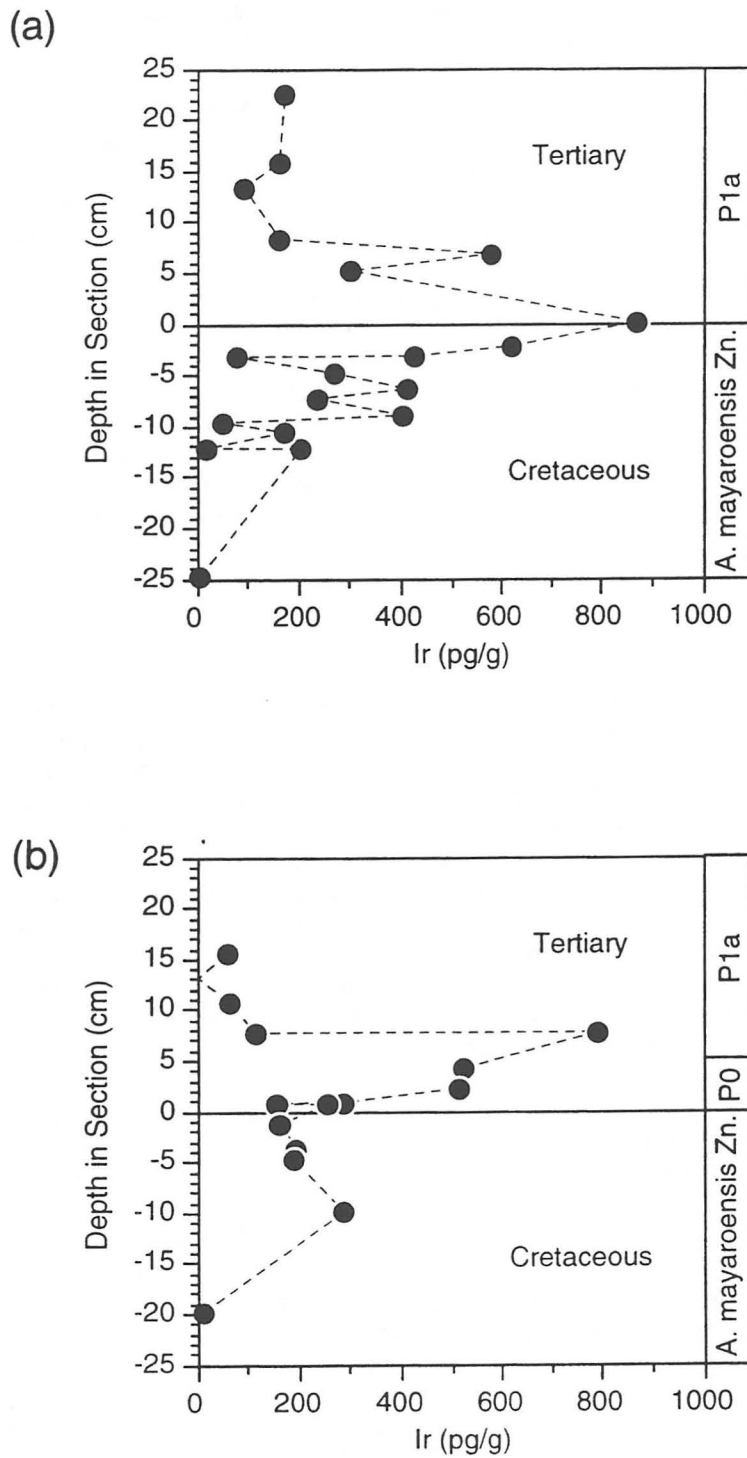 (a)
25
20
15
10
5
0
-5
-10
-15
-20
-25
Depth in Section (cm)
Tertiary
Cretaceous
P1a
A. mayaroensis Zn.
0 200 400 600 800 1000
Ir (pg/g)
(b)
25
20
15
10
5
0
-5
-10
-15
-20
-25
Depth in Section (cm)
Tertiary
Cretaceous
P1a
P0
A. mayaroensis Zn.
0 200 400 600 800 1000
Ir (pg/g)